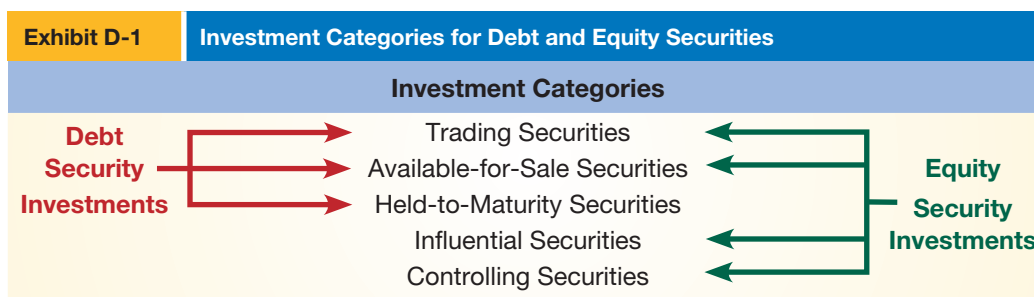 Exhibit D-1
Investment Categories for Debt and Equity Securities
Investment Categories
Debt
Security
Investments
Trading Securities
Available-for-Sale Securities
Held-to-Maturity Securities
Influential Securities
Controlling Securities
Equity
Security
Investments